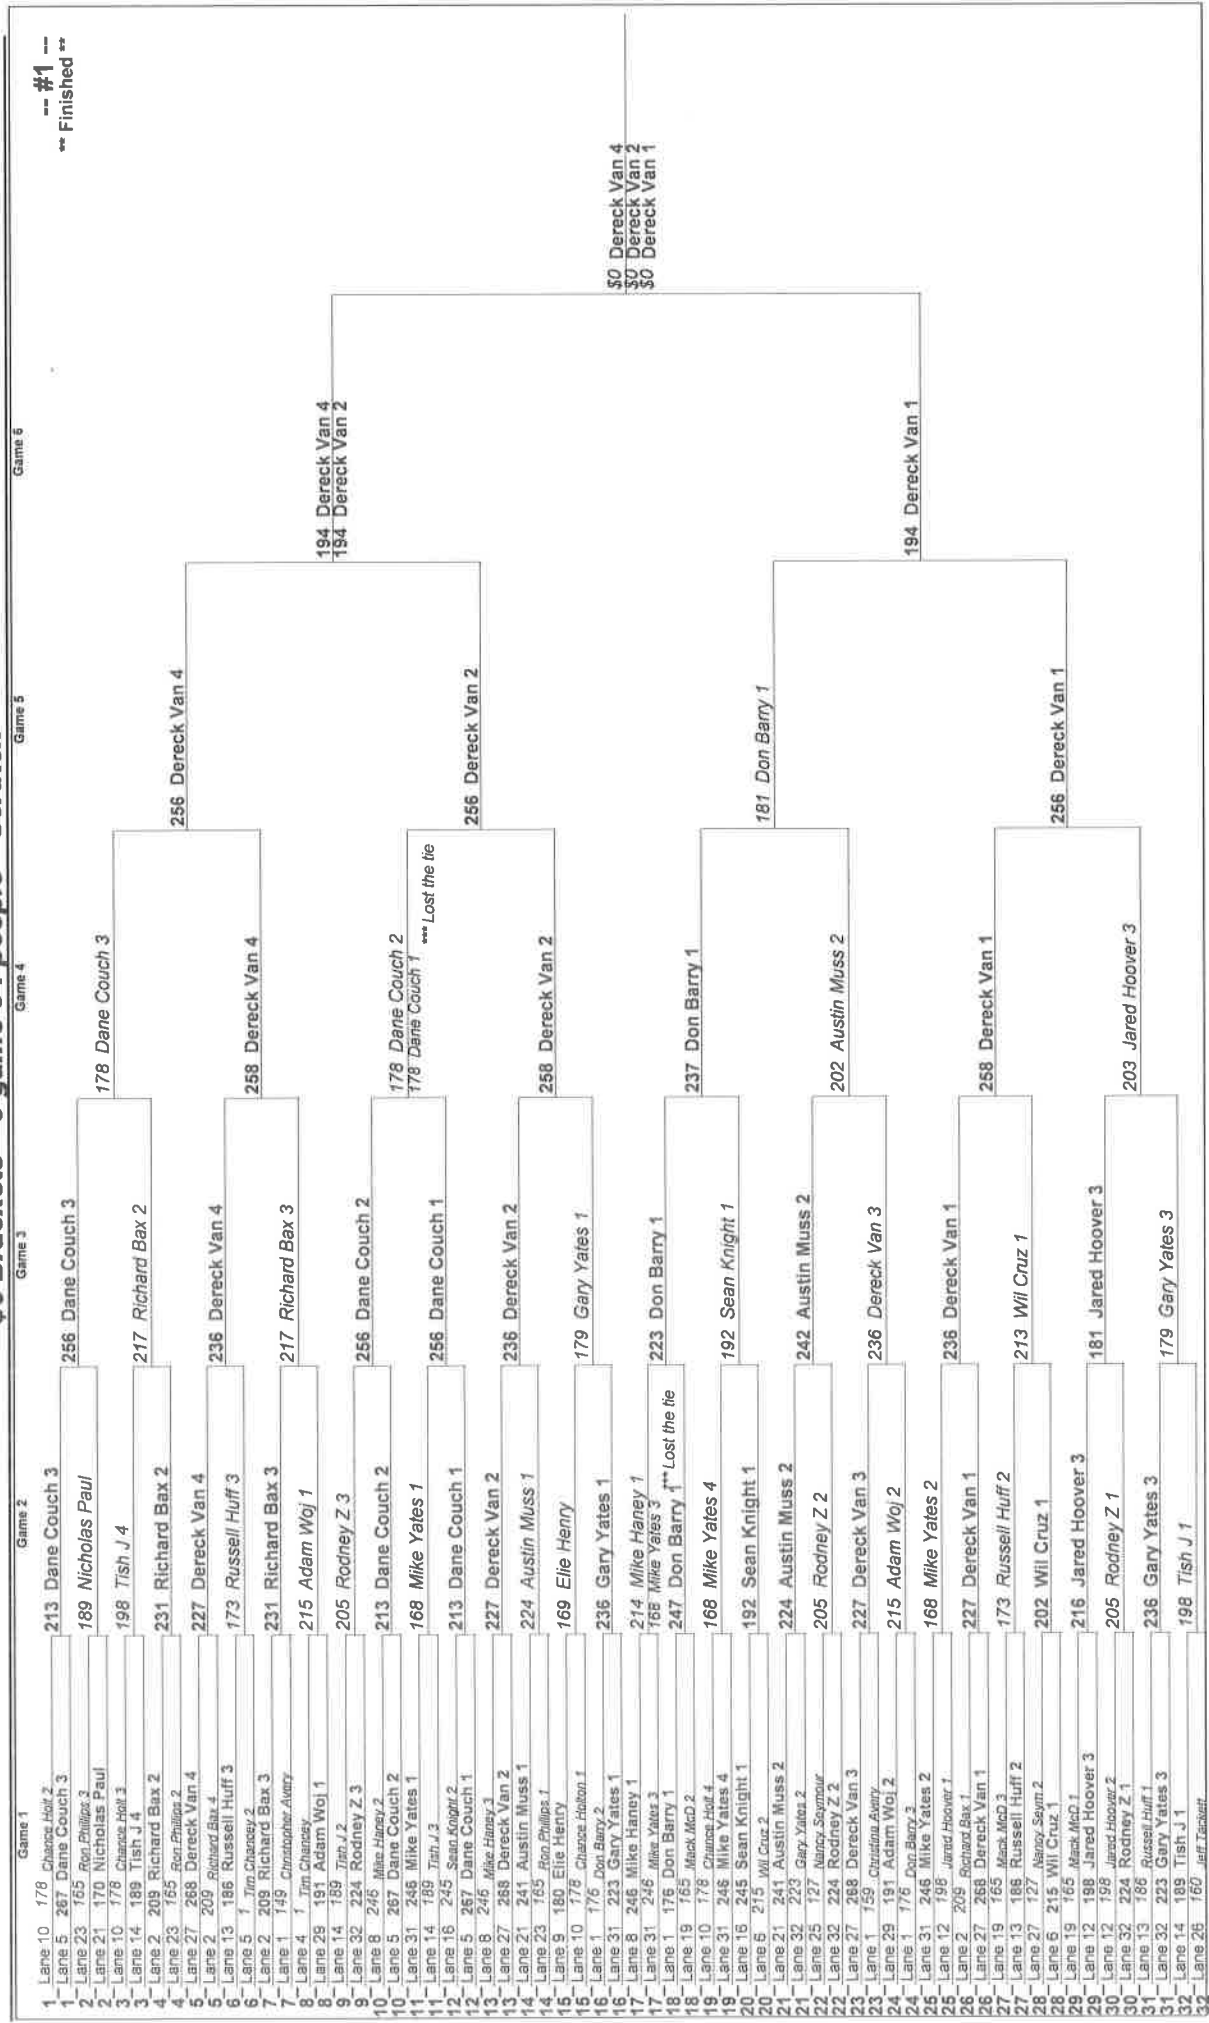 -- #1 --
** Finished **
Game 1
Game 2
Game 3
Game 4
Game 5
Game 6
1 Lane 10 178 Chance Holt 2
1 Lane 5 267 Dane Couch 3
2 Lane 23 165 Ron Phillips 3
2 Lane 21 170 Nicholas Paul
3 Lane 10 178 Chance Holt 3
3 Lane 14 189 Tish J 4
4 Lane 2 209 Richard Bax 2
4 Lane 23 165 Ron Phillips 2
5 Lane 27 268 Dereck Van 4
5 Lane 2 209 Richard Bax 4
6 Lane 13 186 Russell Huff 3
6 Lane 5 1 Tim Chancey 2
7 Lane 2 209 Richard Bax 3
7 Lane 1 149 Christopher Avery
8 Lane 4 1 Tim Chancey
8 Lane 29 191 Adam Woj 1
9 Lane 14 189 Tish J 2
9 Lane 32 224 Rodney Z 3
10 Lane 8 246 Mike Haney 2
10 Lane 5 267 Dane Couch 2
11 Lane 31 246 Mike Yates 1
11 Lane 14 189 Tish J 3
12 Lane 16 245 Sean Knight 2
12 Lane 5 267 Dane Couch 1
13 Lane 8 246 Mike Haney 3
13 Lane 27 268 Dereck Van 2
14 Lane 21 241 Austin Muss 1
14 Lane 23 165 Ron Phillips 1
15 Lane 9 180 Elie Henry
15 Lane 10 178 Chance Holton 1
16 Lane 1 176 Don Barry 2
16 Lane 31 223 Gary Yates 1
17 Lane 8 246 Mike Haney 1
17 Lane 31 246 Mike Yates 3
18 Lane 1 176 Don Barry 1
18 Lane 19 165 Mack McD 2
19 Lane 10 178 Chance Holt 4
19 Lane 31 246 Mike Yates 4
20 Lane 16 245 Sean Knight 1
20 Lane 6 215 Wil Cruz 2
21 Lane 21 241 Austin Muss 2
21 Lane 32 223 Gary Yates 2
22 Lane 25 127 Nancy Seymour
22 Lane 32 224 Rodney Z 2
23 Lane 27 268 Dereck Van 3
23 Lane 1 159 Christina Avery
24 Lane 29 191 Adam Woj 2
24 Lane 1 176 Don Barry 3
25 Lane 31 246 Mike Yates 2
25 Lane 12 198 Jared Hoover 1
26 Lane 2 209 Richard Bax 1
26 Lane 27 268 Dereck Van 1
27 Lane 19 165 Mack McD 3
27 Lane 13 186 Russell Huff 2
28 Lane 27 127 Nancy Seym 2
28 Lane 6 215 Wil Cruz 1
29 Lane 19 165 Mack McD 1
29 Lane 12 198 Jared Hoover 3
30 Lane 12 198 Jared Hoover 2
30 Lane 32 224 Rodney Z 1
31 Lane 13 186 Russell Huff 1
31 Lane 32 223 Gary Yates 3
32 Lane 14 189 Tish J 1
32 Lane 26 160 Jeff Tackett
213 Dane Couch 3
189 Nicholas Paul
198 Tish J 4
231 Richard Bax 2
227 Dereck Van 4
173 Russell Huff 3
231 Richard Bax 3
215 Adam Woj 1
205 Rodney Z 3
213 Dane Couch 2
168 Mike Yates 1
213 Dane Couch 1
227 Dereck Van 2
224 Austin Muss 1
169 Elie Henry
236 Gary Yates 1
214 Mike Haney 1
168 Mike Yates 3
247 Don Barry 1
*** Lost the tie
168 Mike Yates 4
192 Sean Knight 1
224 Austin Muss 2
205 Rodney Z 2
227 Dereck Van 3
215 Adam Woj 2
168 Mike Yates 2
227 Dereck Van 1
173 Russell Huff 2
202 Wil Cruz 1
216 Jared Hoover 3
205 Rodney Z 1
236 Gary Yates 3
198 Tish J 1
256 Dane Couch 3
217 Richard Bax 2
236 Dereck Van 4
217 Richard Bax 3
256 Dane Couch 2
256 Dane Couch 1
236 Dereck Van 2
179 Gary Yates 1
223 Don Barry 1
192 Sean Knight 1
242 Austin Muss 2
236 Dereck Van 3
236 Dereck Van 1
213 Wil Cruz 1
181 Jared Hoover 3
179 Gary Yates 3
178 Dane Couch 3
258 Dereck Van 4
178 Dane Couch 2
178 Dane Couch 1
*** Lost the tie
258 Dereck Van 2
237 Don Barry 1
202 Austin Muss 2
258 Dereck Van 1
203 Jared Hoover 3
256 Dereck Van 4
256 Dereck Van 2
181 Don Barry 1
256 Dereck Van 1
194 Dereck Van 4
194 Dereck Van 2
194 Dereck Van 1
$0 Dereck Van 4
$0 Dereck Van 2
$0 Dereck Van 1